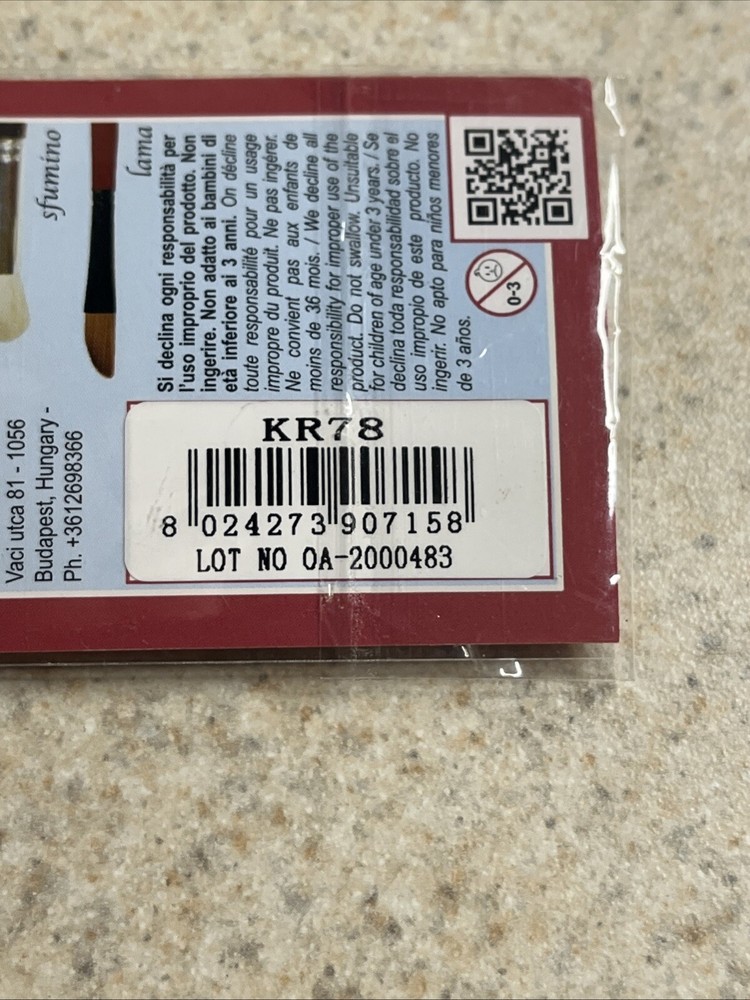 sfumino
lama
Si declina ogni responsabilità per
l'uso improprio del prodotto. Non
ingerire. Non adatto ai bambini di
età inferiore ai 3 anni. On décline
toute responsabilité pour un usage
impropre du produit. Ne pas ingérer.
Ne convient pas aux enfants de
moins de 36 mois. / We decline all
responsibility for improper use of the
product. Do not swallow. Unsuitable
for children of age under 3 years. / Se
declina toda responsabilidad sobre el
uso impropio de este producto. No
ingerir. No apto para niños menores
de 3 años.
0-3
Vaci utca 81 - 1056
Budapest, Hungary -
Ph. +3612698366
KR78
8 024273 907158
LOT NO OA-2000483